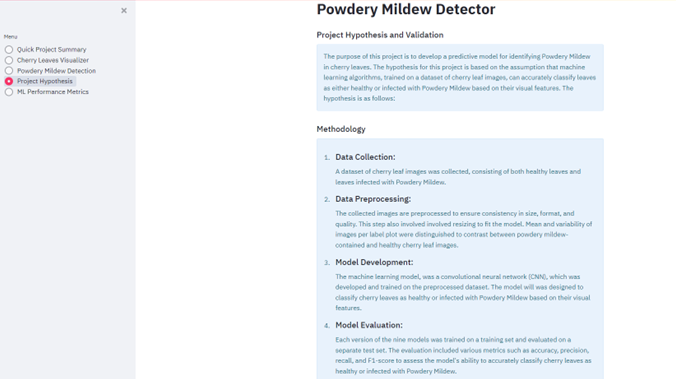 Powdery Mildew Detector
Menu
Quick Project Summary
Cherry Leaves Visualizer
Powdery Mildew Detection
Project Hypothesis
ML Performance Metrics
Project Hypothesis and Validation
The purpose of this project is to develop a predictive model for identifying Powdery Mildew
in cherry leaves. The hypothesis for this project is based on the assumption that machine
learning algorithms, trained on a dataset of cherry leaf images, can accurately classify leaves
as either healthy or infected with Powdery Mildew based on their visual features. The
hypothesis is as follows:
Methodology
1. Data Collection:
A dataset of cherry leaf images was collected, consisting of both healthy leaves and
leaves infected with Powdery Mildew.
2. Data Preprocessing:
The collected images are preprocessed to ensure consistency in size, format, and
quality. This step also involved involved resizing to fit the model. Mean and variability of
images per label plot were distinguished to contrast between powdery mildew-
contained and healthy cherry leaf images.
3. Model Development:
The machine learning model, was a convolutional neural network (CNN), which was
developed and trained on the preprocessed dataset. The model will was designed to
classify cherry leaves as healthy or infected with Powdery Mildew based on their visual
features.
4. Model Evaluation:
Each version of the nine models was trained on a training set and evaluated on a
separate test set. The evaluation included various metrics such as accuracy, precision,
recall, and F1-score to assess the model's ability to accurately classify cherry leaves as
healthy or infected with Powdery Mildew.